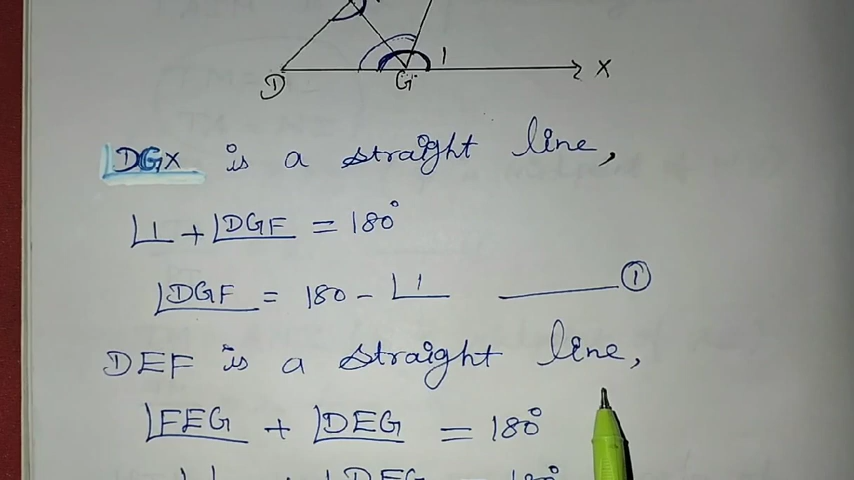 1
D G X
∠DGX is a straight line,
∠1 + ∠DGF = 180°
∠DGF = 180 - ∠1 ——— ①
DEF is a straight line,
∠FEG + ∠DEG = 180°